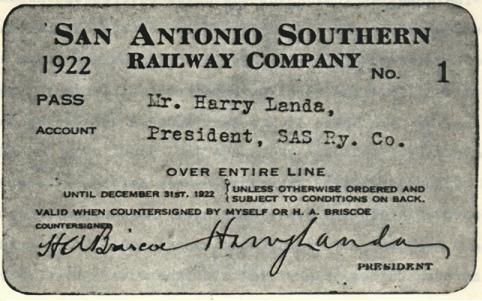 SAN ANTONIO SOUTHERN
1922 RAILWAY COMPANY NO. 1
PASS Mr. Harry Landa,
ACCOUNT President, SAS Ry. Co.
OVER ENTIRE LINE
UNTIL DECEMBER 31ST, 1922 { UNLESS OTHERWISE ORDERED AND
SUBJECT TO CONDITIONS ON BACK.
VALID WHEN COUNTERSIGNED BY MYSELF OR H. A. BRISCOE
COUNTERSIGNED
HABriscoe Harry Landa
PRESIDENT